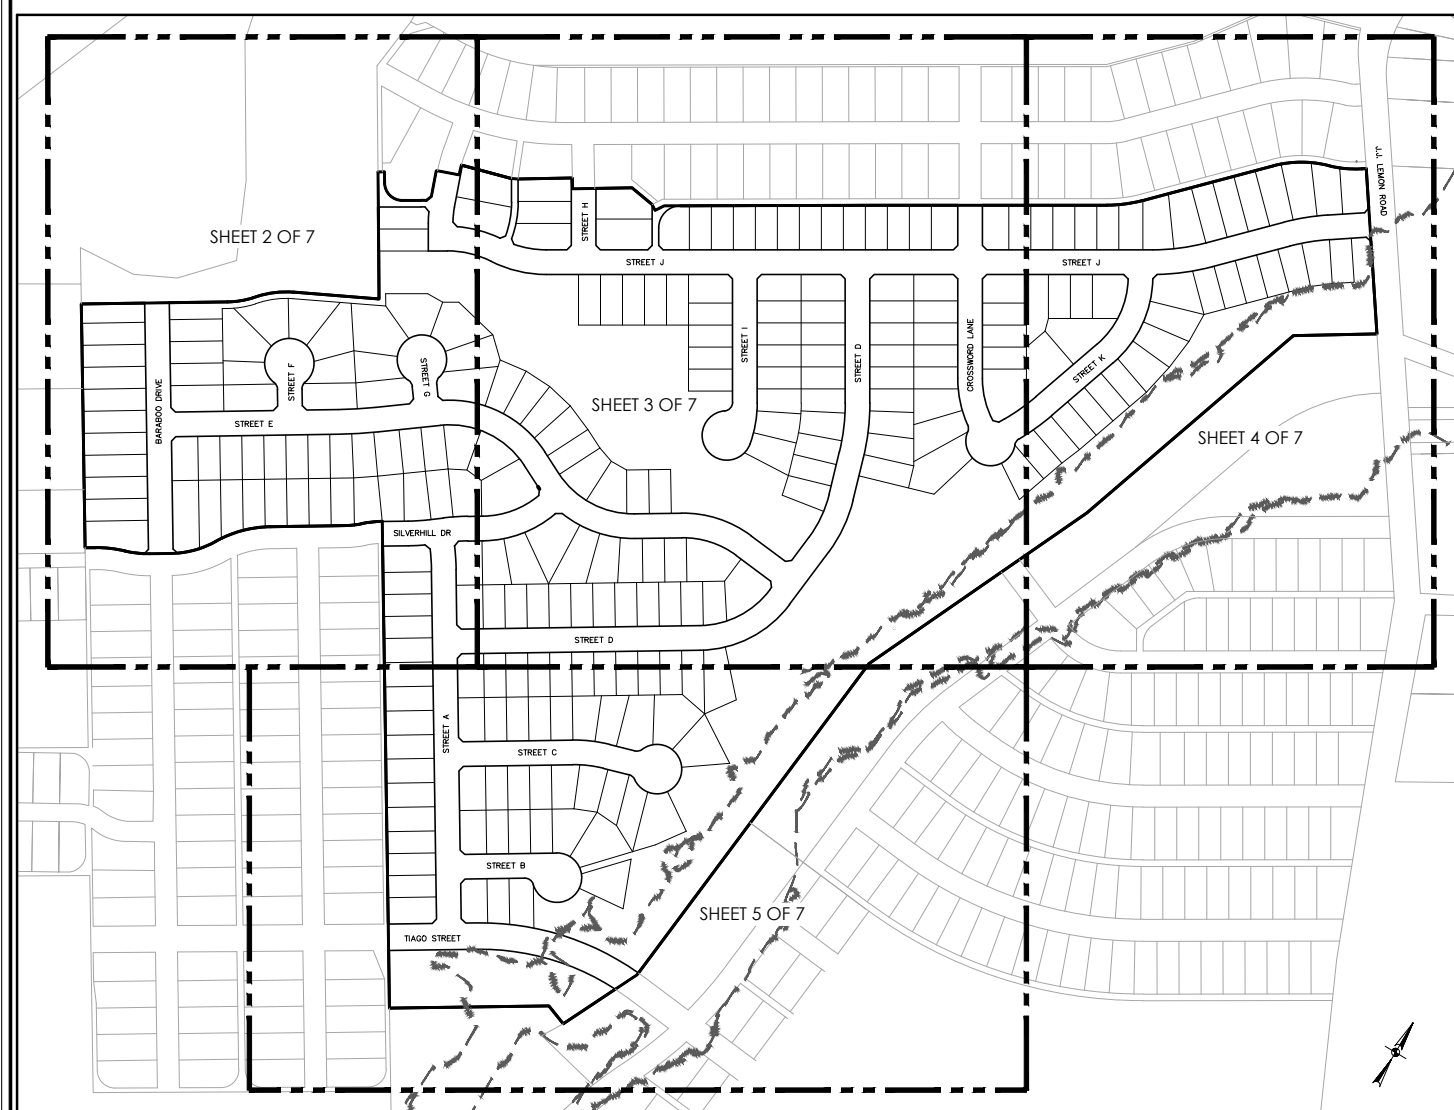 J.J. LEMON ROAD
STREET H
SHEET 2 OF 7
STREET J
STREET J
STREET I
STREET D
CROSSWORD LANE
STREET K
STREET F
STREET G
BARABOO DRIVE
SHEET 3 OF 7
STREET E
SHEET 4 OF 7
SILVERHILL DR
STREET D
STREET A
STREET C
STREET B
SHEET 5 OF 7
TIAGO STREET